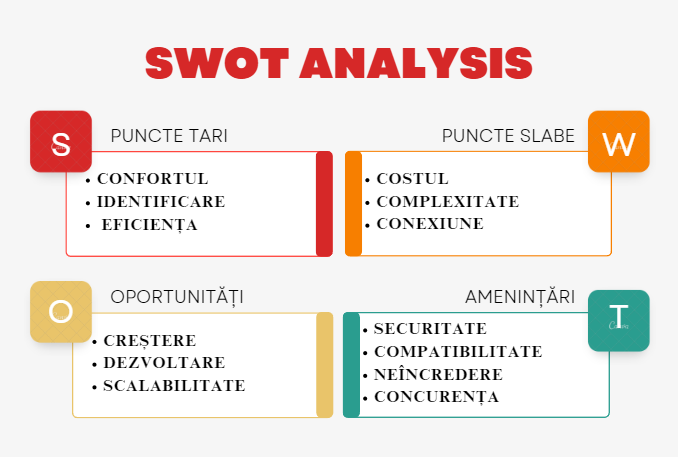 SWOT ANALYSIS
S
PUNCTE TARI
• CONFORTUL
• IDENTIFICARE
• EFICIENȚA
PUNCTE SLABE
W
• COSTUL
• COMPLEXITATE
• CONEXIUNE
O
OPORTUNITĂȚI
• CREȘTERE
• DEZVOLTARE
• SCALABILITATE
AMENINȚĂRI
T
• SECURITATE
• COMPATIBILITATE
• NEÎNCREDERE
• CONCURENȚA